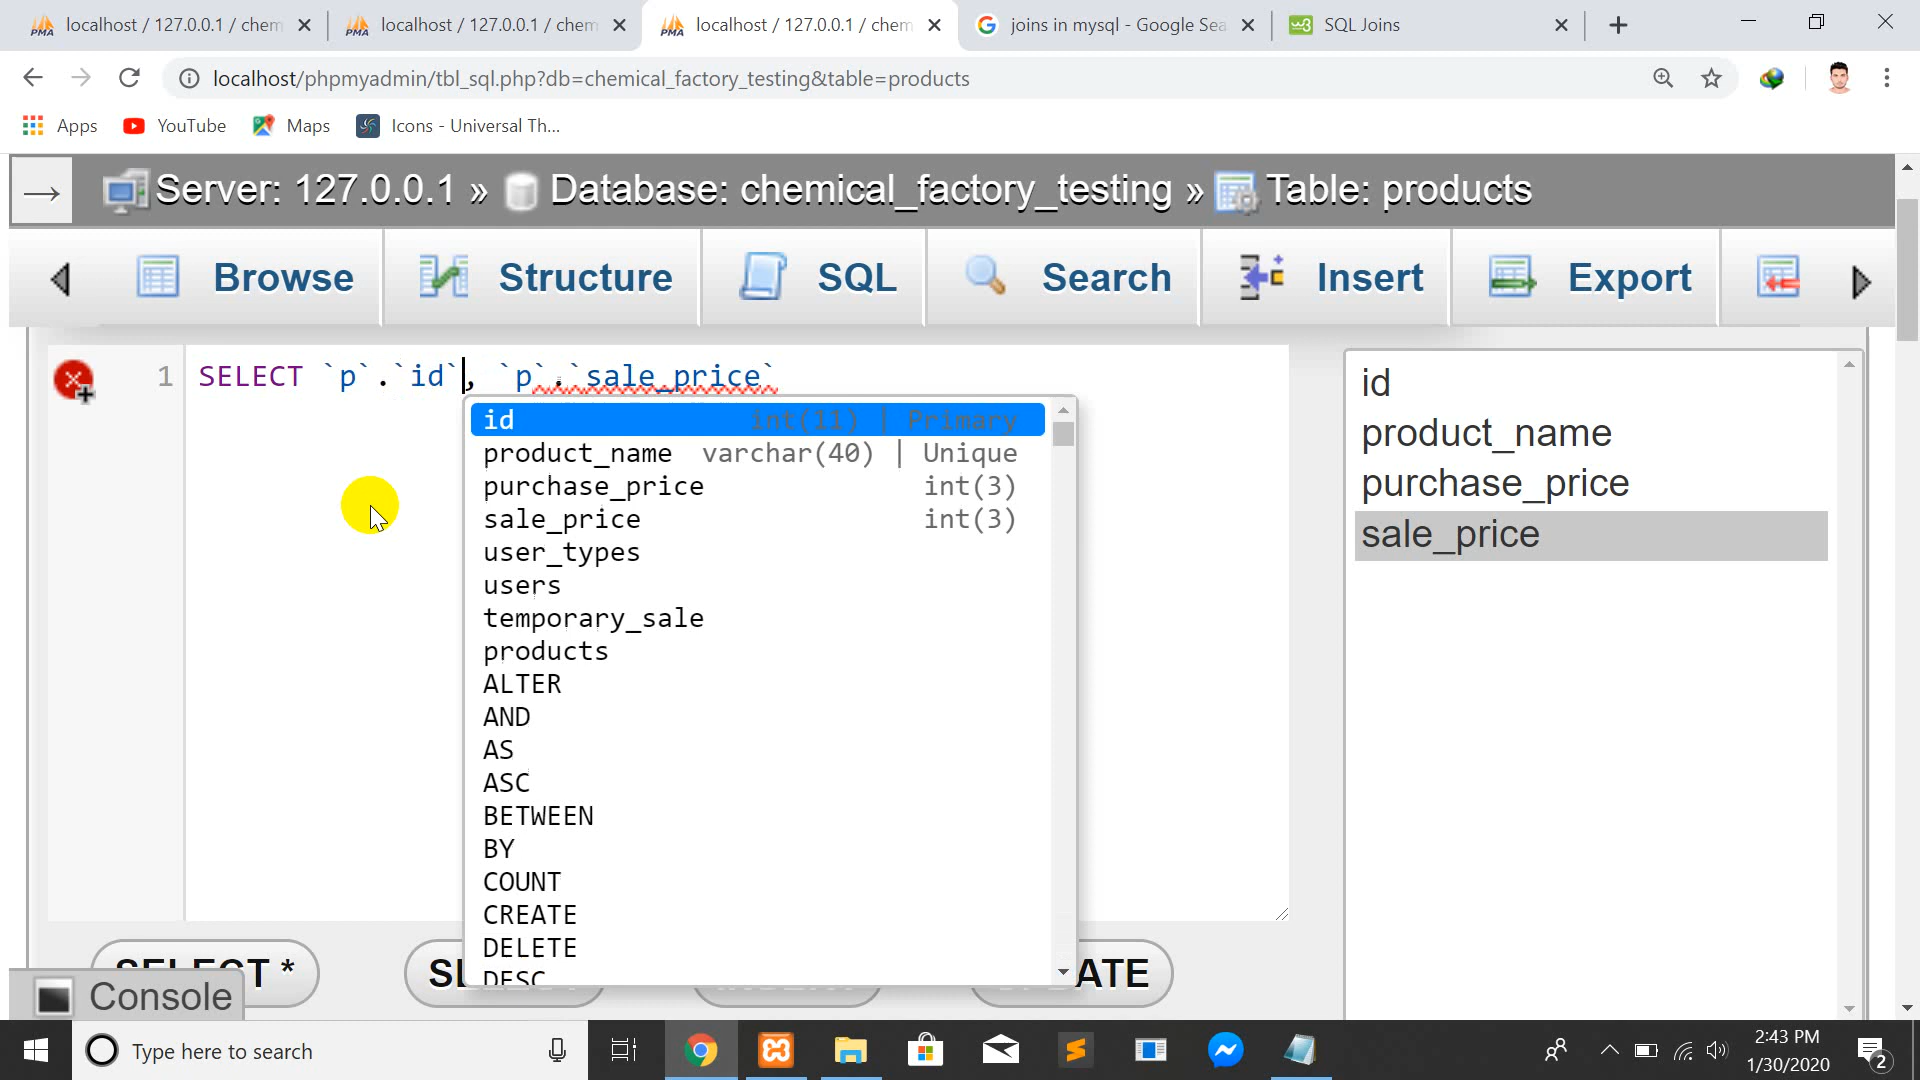 localhost / 127.0.0.1 / chem
localhost / 127.0.0.1 / chem
localhost / 127.0.0.1 / chem
joins in mysql - Google Sea
SQL Joins
localhost/phpmyadmin/tbl_sql.php?db=chemical_factory_testing&table=products
Apps
YouTube
Maps
Icons - Universal Th...
Server: 127.0.0.1 » Database: chemical_factory_testing » Table: products
Browse
Structure
SQL
Search
Insert
Export
1 SELECT `p`.`id`, `p`.`sale_price`
id int(11) | Primary
product_name varchar(40) | Unique
purchase_price int(3)
sale_price int(3)
user_types
users
temporary_sale
products
ALTER
AND
AS
ASC
BETWEEN
BY
COUNT
CREATE
DELETE
DESC
id
product_name
purchase_price
sale_price
Console
Type here to search
2:43 PM
1/30/2020
2